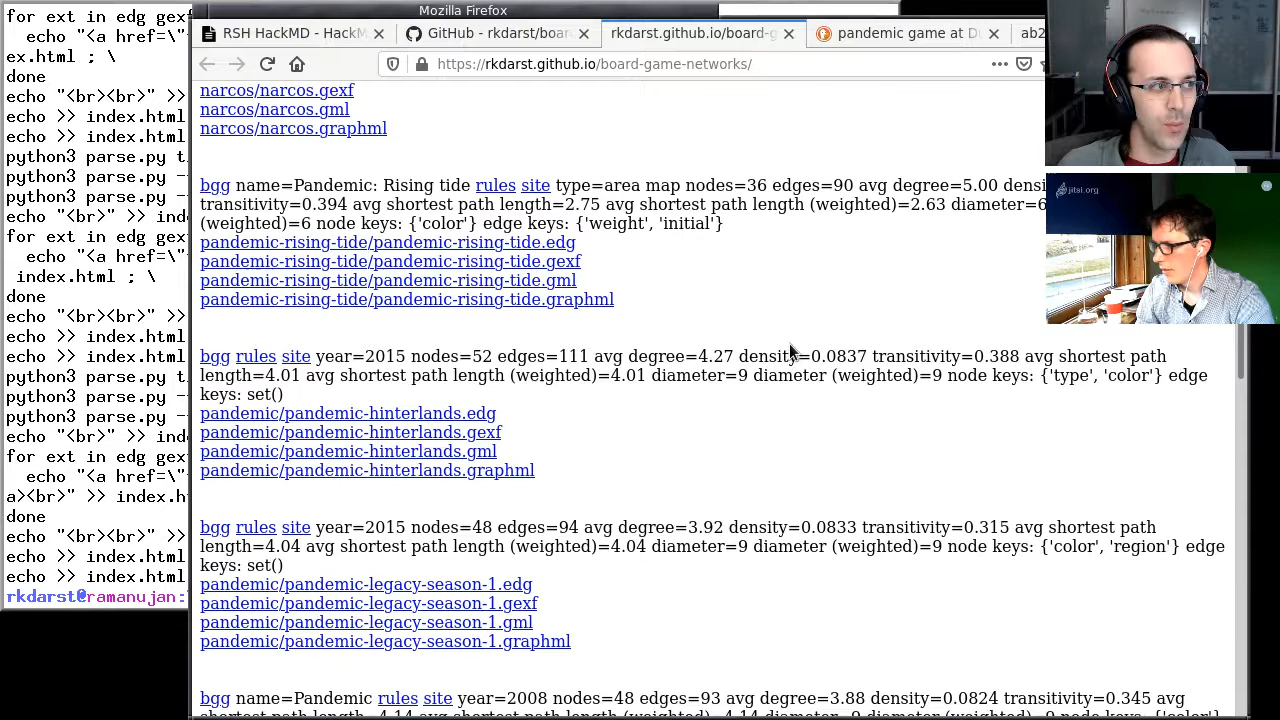 Mozilla Firefox
RSH HackMD - HackM
GitHub - rkdarst/boar
rkdarst.github.io/board-g
pandemic game at D
ab2
https://rkdarst.github.io/board-game-networks/
for ext in edg gexf
echo "<a href=\"
ex.html ; \
done
echo "<br><br>" >>
echo >> index.html
echo >> index.html
python3 parse.py t
python3 parse.py --
python3 parse.py --
echo "<br>" >> inde
for ext in edg gexf
echo "<a href=\"
index.html ; \
done
echo "<br><br>" >>
echo >> index.html
echo >> index.html
python3 parse.py
python3 parse.py --
python3 parse.py --
echo "<br>" >> inde
for ext in edg gex
echo "<a href=\"
a><br>" >> index.h
done
echo "<br><br>" >>
echo >> index.html
echo >> index.html
rkdarst@ramanujan:
narcos/narcos.gexf
narcos/narcos.gml
narcos/narcos.graphml
bgg name=Pandemic: Rising tide rules site type=area map nodes=36 edges=90 avg degree=5.00 densi
transitivity=0.394 avg shortest path length=2.75 avg shortest path length (weighted)=2.63 diameter=6
(weighted)=6 node keys: {'color'} edge keys: {'weight', 'initial'}
pandemic-rising-tide/pandemic-rising-tide.edg
pandemic-rising-tide/pandemic-rising-tide.gexf
pandemic-rising-tide/pandemic-rising-tide.gml
pandemic-rising-tide/pandemic-rising-tide.graphml
bgg rules site year=2015 nodes=52 edges=111 avg degree=4.27 density=0.0837 transitivity=0.388 avg shortest path
length=4.01 avg shortest path length (weighted)=4.01 diameter=9 diameter (weighted)=9 node keys: {'type', 'color'} edge
keys: set()
pandemic/pandemic-hinterlands.edg
pandemic/pandemic-hinterlands.gexf
pandemic/pandemic-hinterlands.gml
pandemic/pandemic-hinterlands.graphml
bgg rules site year=2015 nodes=48 edges=94 avg degree=3.92 density=0.0833 transitivity=0.315 avg shortest path
length=4.04 avg shortest path length (weighted)=4.04 diameter=9 diameter (weighted)=9 node keys: {'color', 'region'} edge
keys: set()
pandemic/pandemic-legacy-season-1.edg
pandemic/pandemic-legacy-season-1.gexf
pandemic/pandemic-legacy-season-1.gml
pandemic/pandemic-legacy-season-1.graphml
bgg name=Pandemic rules site year=2008 nodes=48 edges=93 avg degree=3.88 density=0.0824 transitivity=0.345 avg
jitsi.org